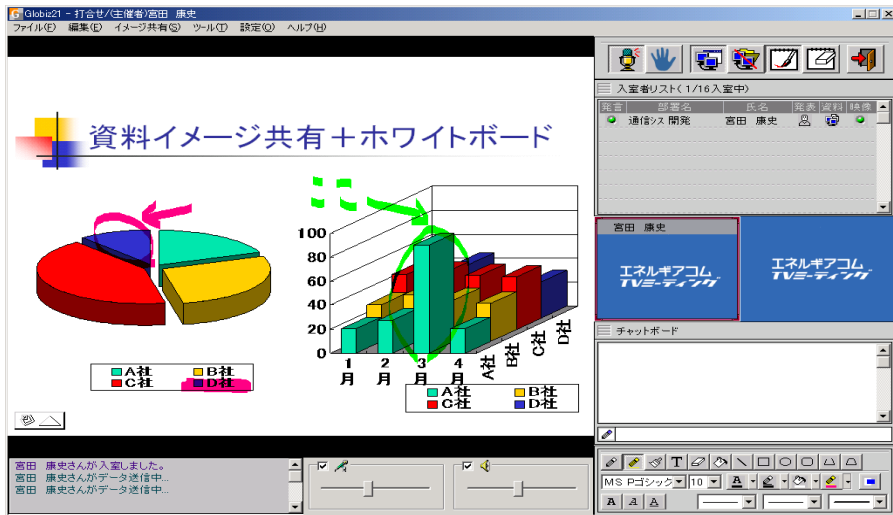 Globiz21 - 打合せ/(主催者)宮田 康史
ファイル(F) 編集(E) イメージ共有(S) ツール(T) 設定(O) ヘルプ(H)
資料イメージ共有＋ホワイトボード
ここ
100
80
60
40
20
0
1月 2月 3月 4月
A社 B社 C社 D社
A社 B社
C社 D社
A社 B社
C社 D社
宮田 康史さんが入室しました。
宮田 康史さんがデータ送信中...
宮田 康史さんがデータ送信中...
入室者リスト( 1/16入室中)
発言 部署名 氏名 発表 資料 映像
通信シス 開発 宮田 康史
宮田 康史
エネルギアコム
TVミーティング
エネルギアコム
TVミーティング
チャットボード
T
MS Pゴシック 10 A
A A A